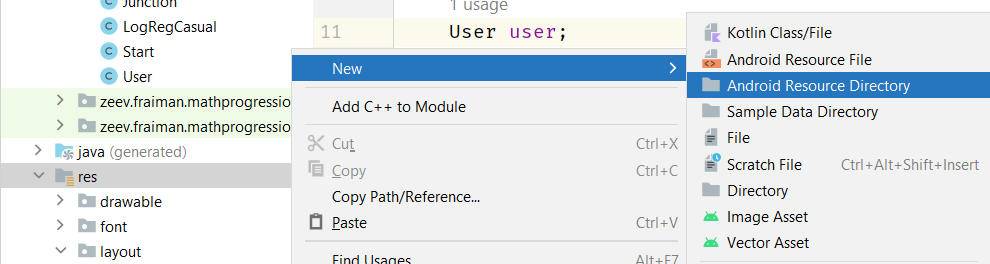 Junction
LogRegCasual
Start
User
zeev.fraiman.mathprogressio
zeev.fraiman.mathprogressio
java (generated)
res
drawable
font
layout
1 usage
11 User user;
New
Add C++ to Module
Cut Ctrl+X
Copy Ctrl+C
Copy Path/Reference...
Paste Ctrl+V
Find Usages Alt+F7
Kotlin Class/File
Android Resource File
Android Resource Directory
Sample Data Directory
File
Scratch File Ctrl+Alt+Shift+Insert
Directory
Image Asset
Vector Asset